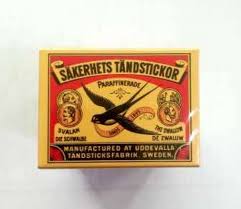 SÄKERHETS TÄNDSTICKOR
PARAFFINERADE
SVALAN
DIE SCHWALBE
THE SWALLOW
DE ZWALUW
MANUFACTURED AT UDDEVALLA
TÄNDSTICKSFABRIK, SWEDEN.